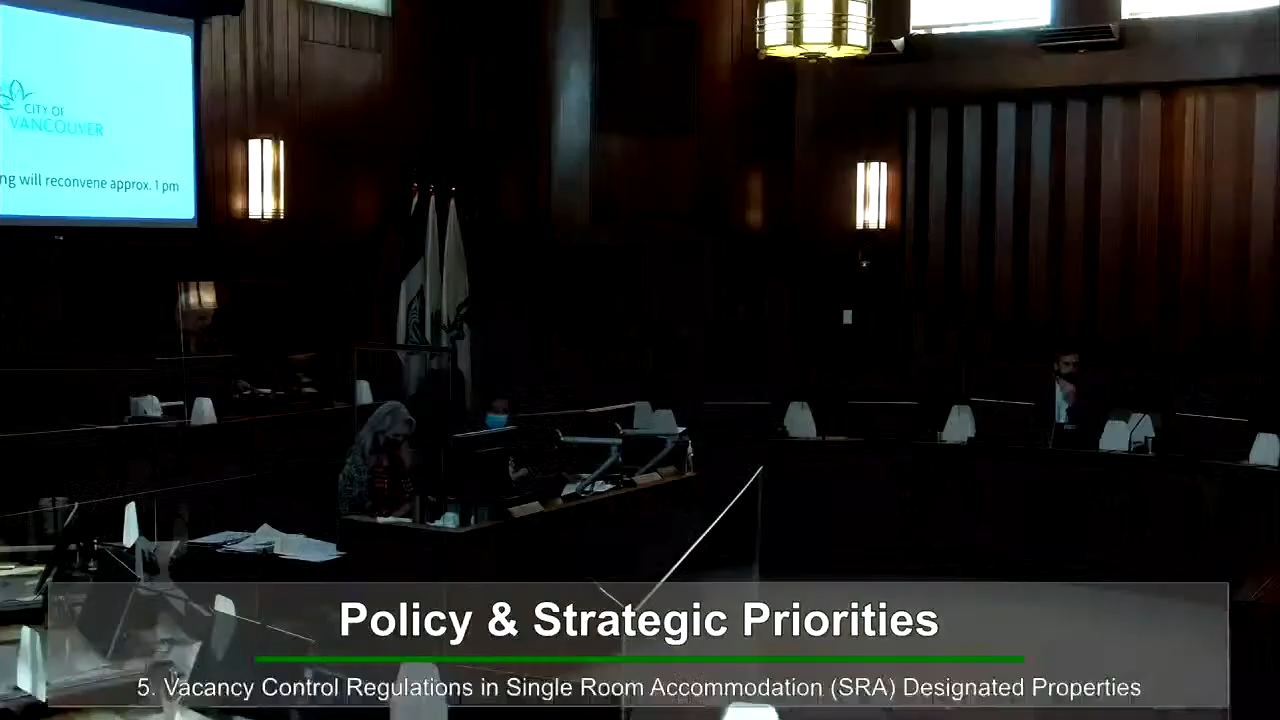 CITY OF
VANCOUVER
ng will reconvene approx. 1 pm
Policy & Strategic Priorities
5. Vacancy Control Regulations in Single Room Accommodation (SRA) Designated Properties